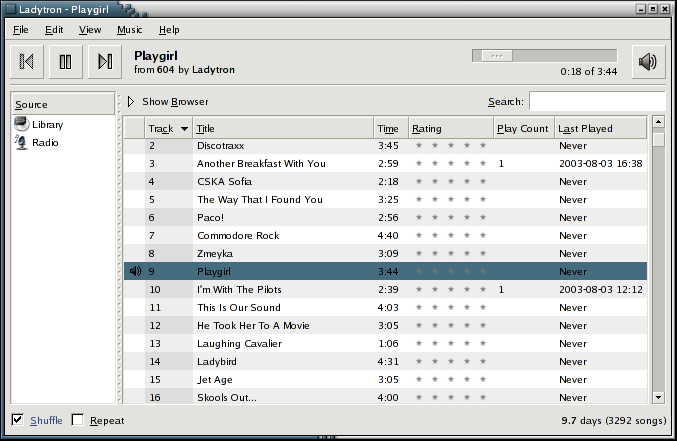 Ladytron - Playgirl
File Edit View Music Help
Playgirl
from 604 by Ladytron
0:18 of 3:44
Source
Library
Radio
Show Browser Search:
Track Title Time Rating Play Count Last Played
2 Discotraxx 3:45 Never
3 Another Breakfast With You 2:59 1 2003-08-03 16:38
4 CSKA Sofia 2:18 Never
5 The Way That I Found You 3:25 Never
6 Paco! 2:56 Never
7 Commodore Rock 4:40 Never
8 Zmeyka 3:09 Never
9 Playgirl 3:44 Never
10 I'm With The Pilots 2:39 1 2003-08-03 12:12
11 This Is Our Sound 4:03 Never
12 He Took Her To A Movie 3:05 Never
13 Laughing Cavalier 1:06 Never
14 Ladybird 4:31 Never
15 Jet Age 3:05 Never
16 Skools Out... 4:00 Never
Shuffle Repeat 9.7 days (3292 songs)